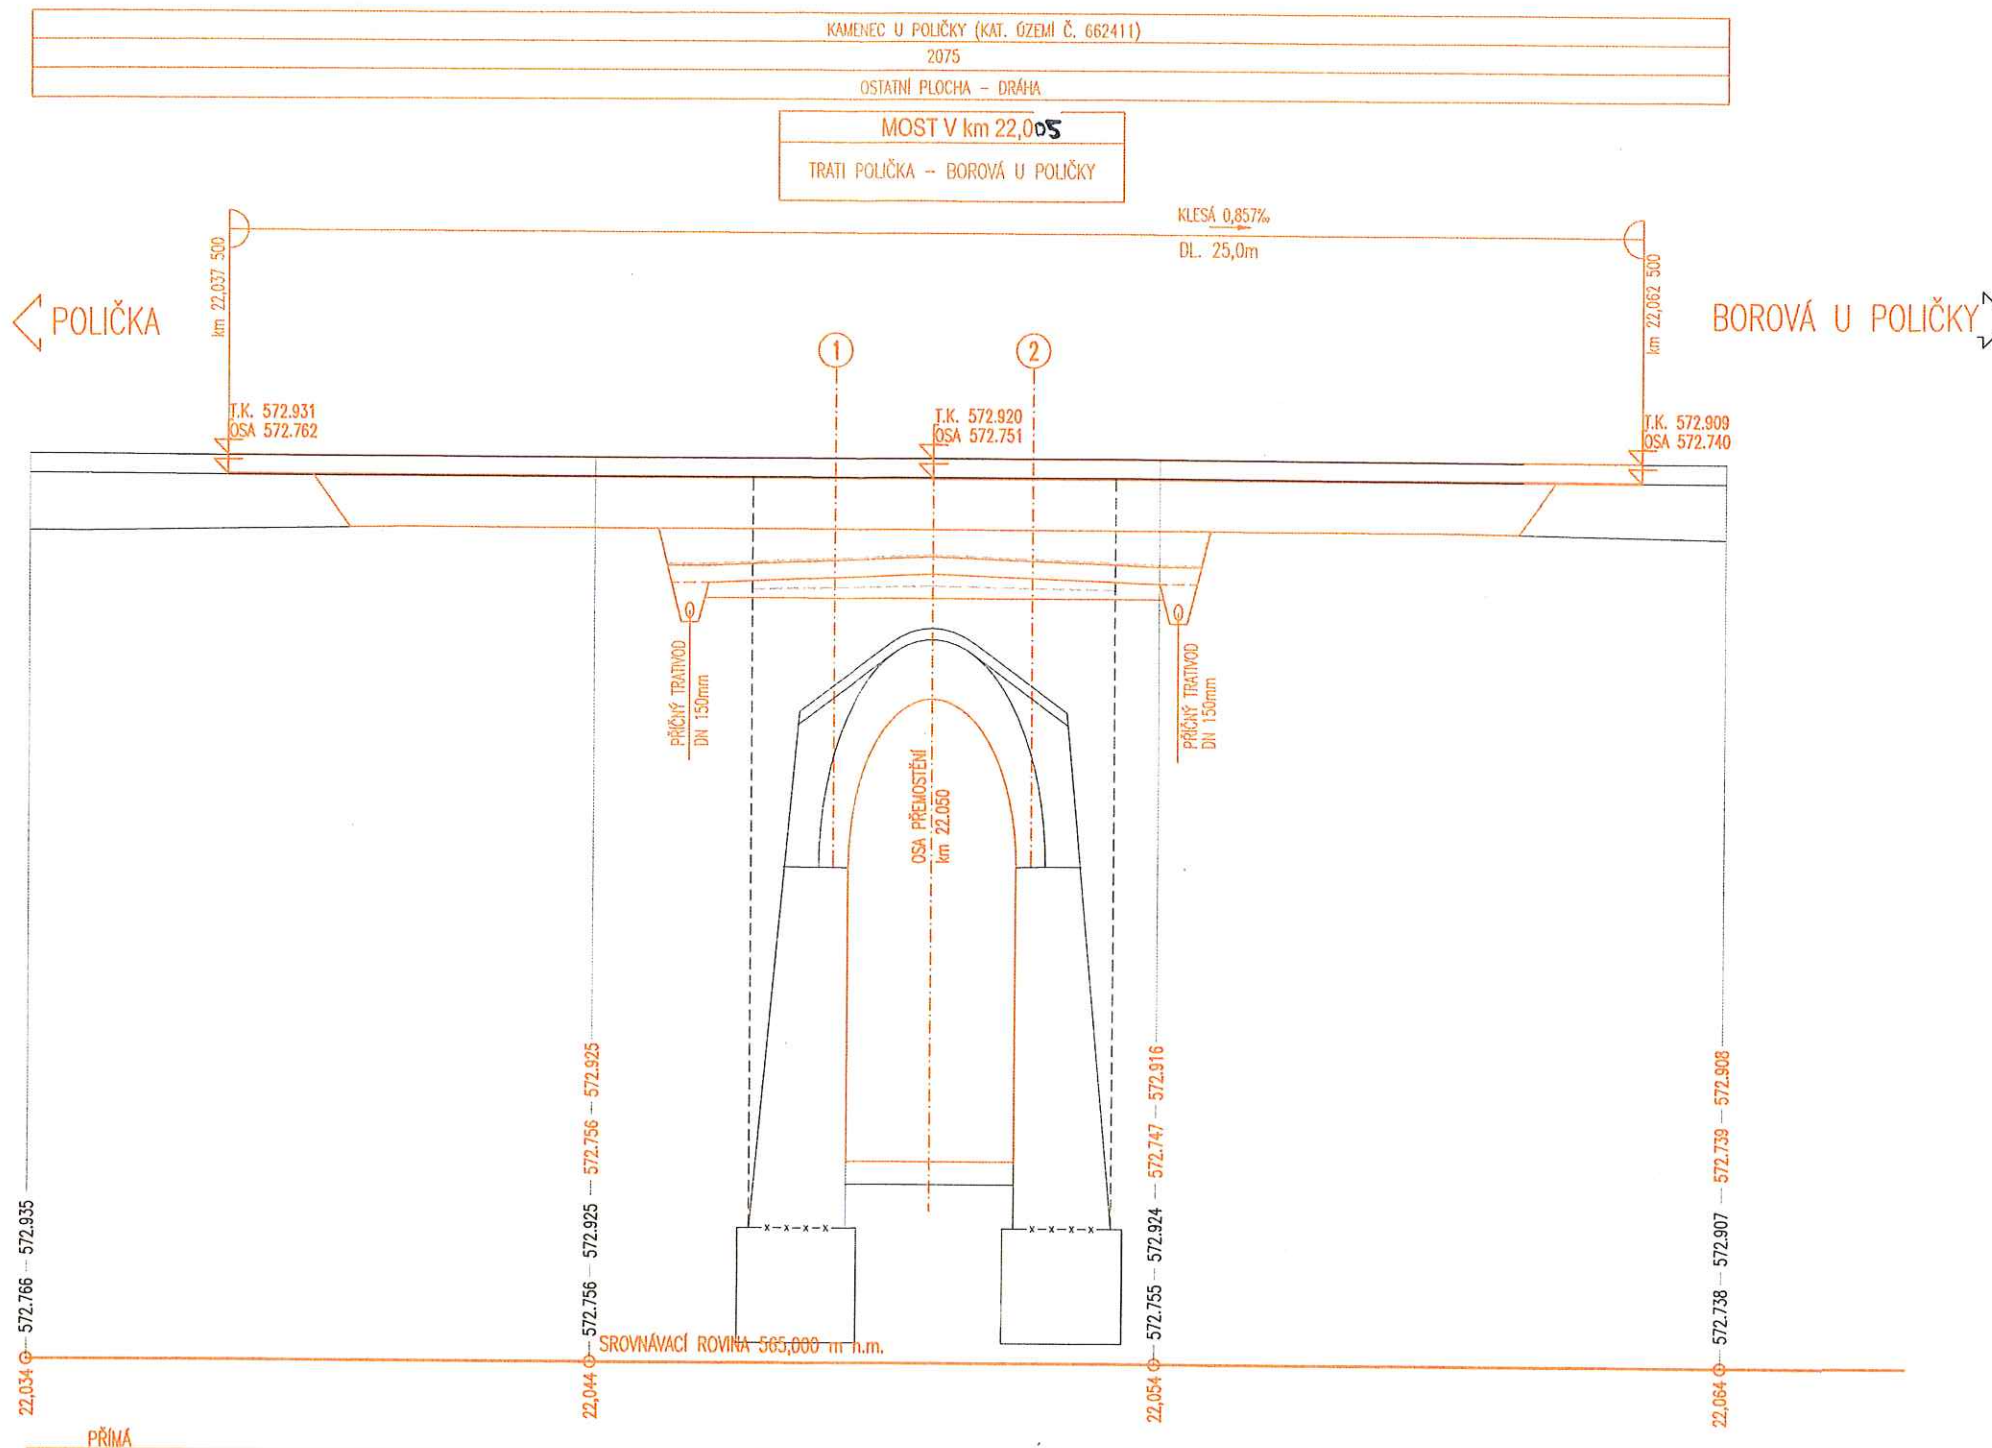 KAMENEC U POLIČKY (KAT. ÚZEMÍ Č. 662411)
2075
OSTATNÍ PLOCHA – DRÁHA
MOST V km 22,005
TRATI POLIČKA – BOROVÁ U POLIČKY
KLESÁ 0,857‰
DL. 25,0m
km 22,037 500
km 22,062 500
POLIČKA
BOROVÁ U POLIČKY
1
2
T.K. 572.931
OSA 572.762
T.K. 572.920
OSA 572.751
T.K. 572.909
OSA 572.740
PŘÍČNÝ TRATIVOD
DN 150mm
PŘÍČNÝ TRATIVOD
DN 150mm
OSA PŘEMOSTĚNÍ
km 22.050
572.766 – 572.935
572.756 – 572.925 – 572.756 – 572.925
572.755 – 572.924 – 572.747 – 572.916
572.738 – 572.907 – 572.739 – 572.908
SROVNÁVACÍ ROVINA 565,000 m n.m.
22,034
22,044
22,054
22,064
PŘÍMÁ